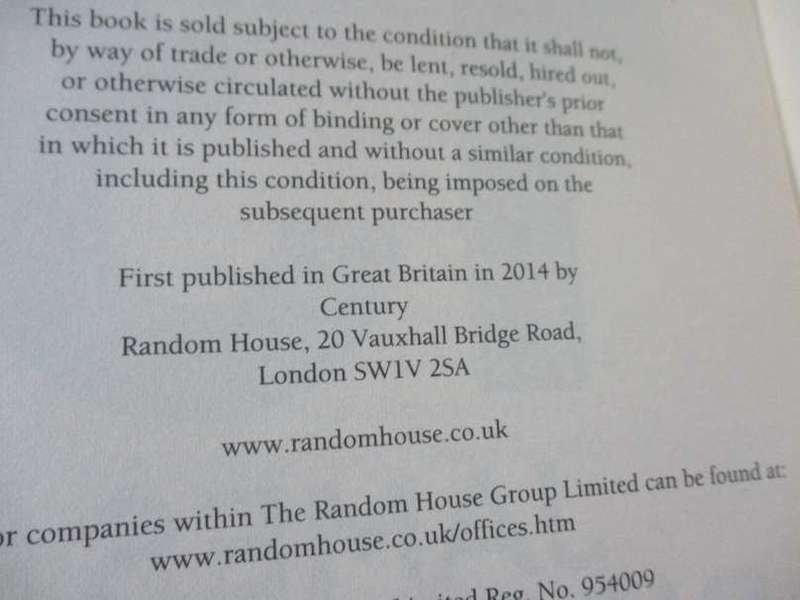 This book is sold subject to the condition that it shall not,
by way of trade or otherwise, be lent, resold, hired out,
or otherwise circulated without the publisher's prior
consent in any form of binding or cover other than that
in which it is published and without a similar condition,
including this condition, being imposed on the
subsequent purchaser
First published in Great Britain in 2014 by
Century
Random House, 20 Vauxhall Bridge Road,
London SW1V 2SA
www.randomhouse.co.uk
or companies within The Random House Group Limited can be found at:
www.randomhouse.co.uk/offices.htm
Reg. No. 954009